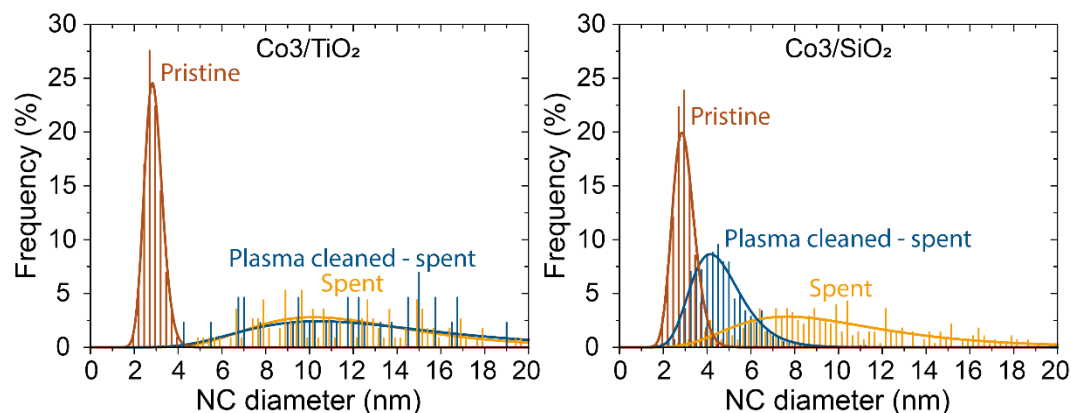 Co3/TiO₂
Frequency (%)
30
25
20
15
10
5
0
Pristine
Plasma cleaned - spent
Spent
0 2 4 6 8 10 12 14 16 18 20
NC diameter (nm)
Co3/SiO₂
Frequency (%)
30
25
20
15
10
5
0
Pristine
Plasma cleaned - spent
Spent
0 2 4 6 8 10 12 14 16 18 20
NC diameter (nm)